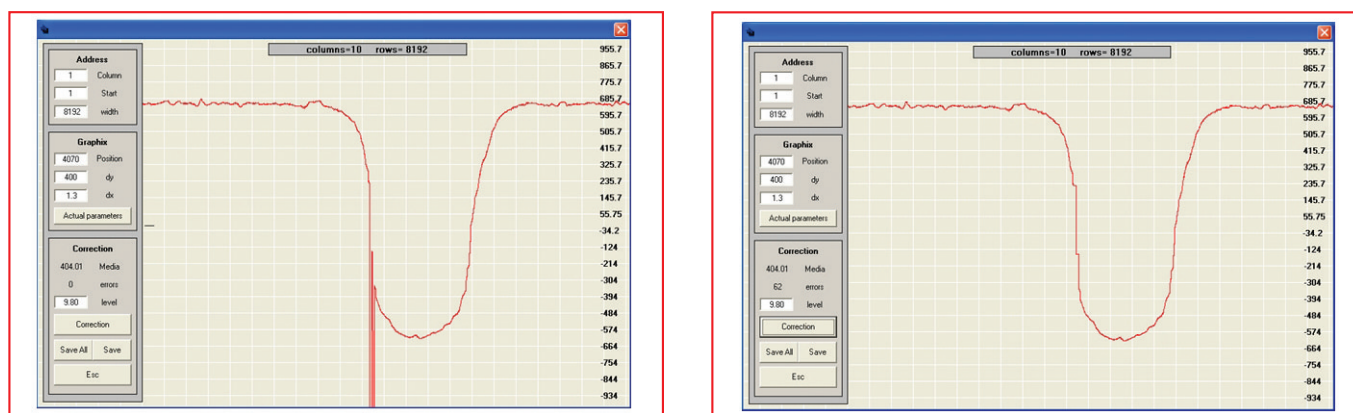 columns=10 rows= 8192
Address
1 Column
1 Start
8192 width
Graphix
4070 Position
400 dy
1.3 dx
Actual parameters
Correction
404.01 Media
0 errors
9.80 level
Correction
Save All Save
Esc
955.7
865.7
775.7
685.7
595.7
505.7
415.7
325.7
235.7
145.7
55.75
-34.2
-124
-214
-304
-394
-484
-574
-664
-754
-844
-934
columns=10 rows= 8192
Address
1 Column
1 Start
8192 width
Graphix
4070 Position
400 dy
1.3 dx
Actual parameters
Correction
404.01 Media
62 errors
9.80 level
Correction
Save All Save
Esc
955.7
865.7
775.7
685.7
595.7
505.7
415.7
325.7
235.7
145.7
55.75
-34.2
-124
-214
-304
-394
-484
-574
-664
-754
-844
-934